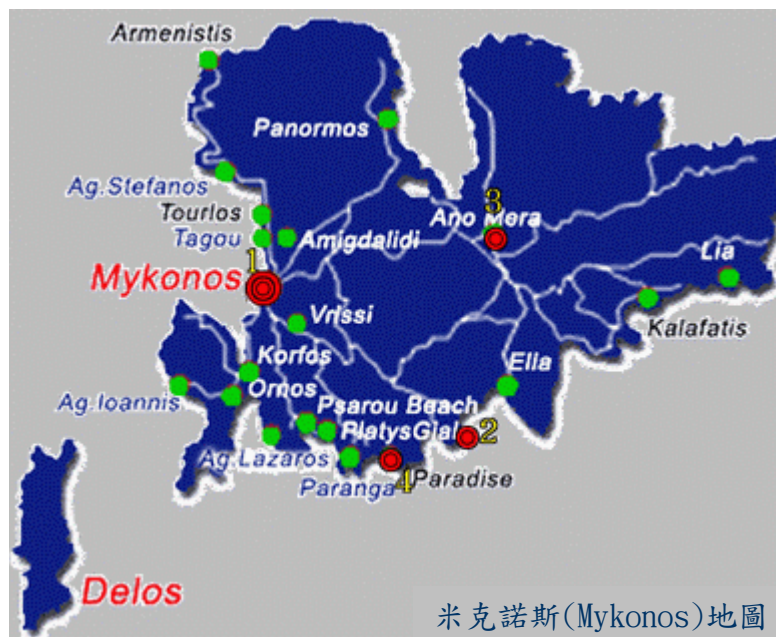 Armenistis
Panormos
Ag.Stefanos
3
Tourlos
Ano Mera
Tagou
Amigdalidi
1
Lia
Mykonos
Vrissi
Kalafatis
Korfos
Ella
Ag.Ioannis
Ornos
Psarou Beach
PlatysGial
2
Ag.Lazaros
Paranga
4
Paradise
Delos
米克諾斯(Mykonos)地圖